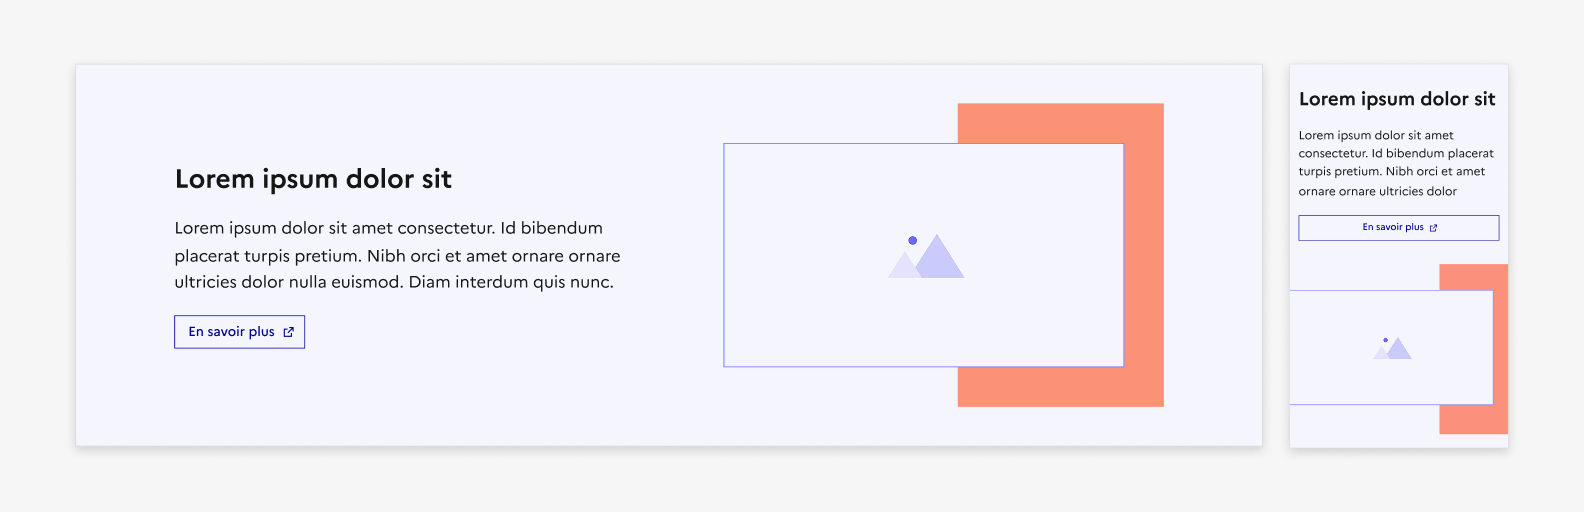 Lorem ipsum dolor sit
Lorem ipsum dolor sit amet consectetur. Id bibendum
placerat turpis pretium. Nibh orci et amet ornare ornare
ultricies dolor nulla euismod. Diam interdum quis nunc.
En savoir plus
Lorem ipsum dolor sit
Lorem ipsum dolor sit amet
consectetur. Id bibendum placerat
turpis pretium. Nibh orci et amet
ornare ornare ultricies dolor
En savoir plus